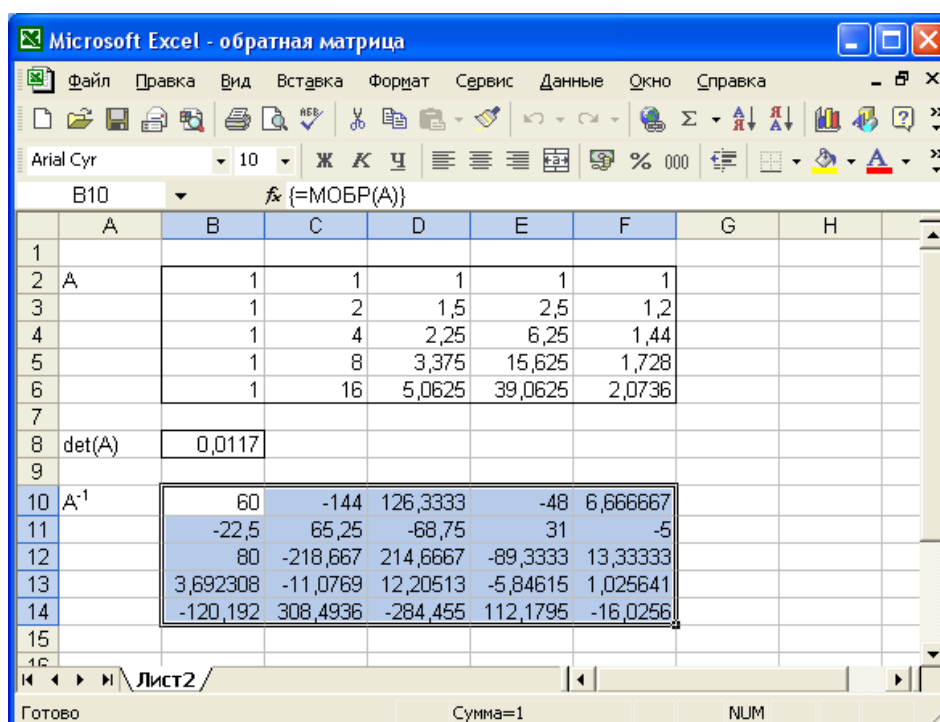 Microsoft Excel - обратная матрица
Файл Правка Вид Вставка Формат Сервис Данные Окно Справка
Arial Cyr 10 Ж К Ч % 000 A
B10 fx {=МОБР(A)}
A B C D E F G H
1
2 A 1 1 1 1 1
3 1 2 1,5 2,5 1,2
4 1 4 2,25 6,25 1,44
5 1 8 3,375 15,625 1,728
6 1 16 5,0625 39,0625 2,0736
7
8 det(A) 0,0117
9
10 A-1 60 -144 126,3333 -48 6,666667
11 -22,5 65,25 -68,75 31 -5
12 80 -218,667 214,6667 -89,3333 13,33333
13 3,692308 -11,0769 12,20513 -5,84615 1,025641
14 -120,192 308,4936 -284,455 112,1795 -16,0256
15
16
Лист2
Готово Сумма=1 NUM